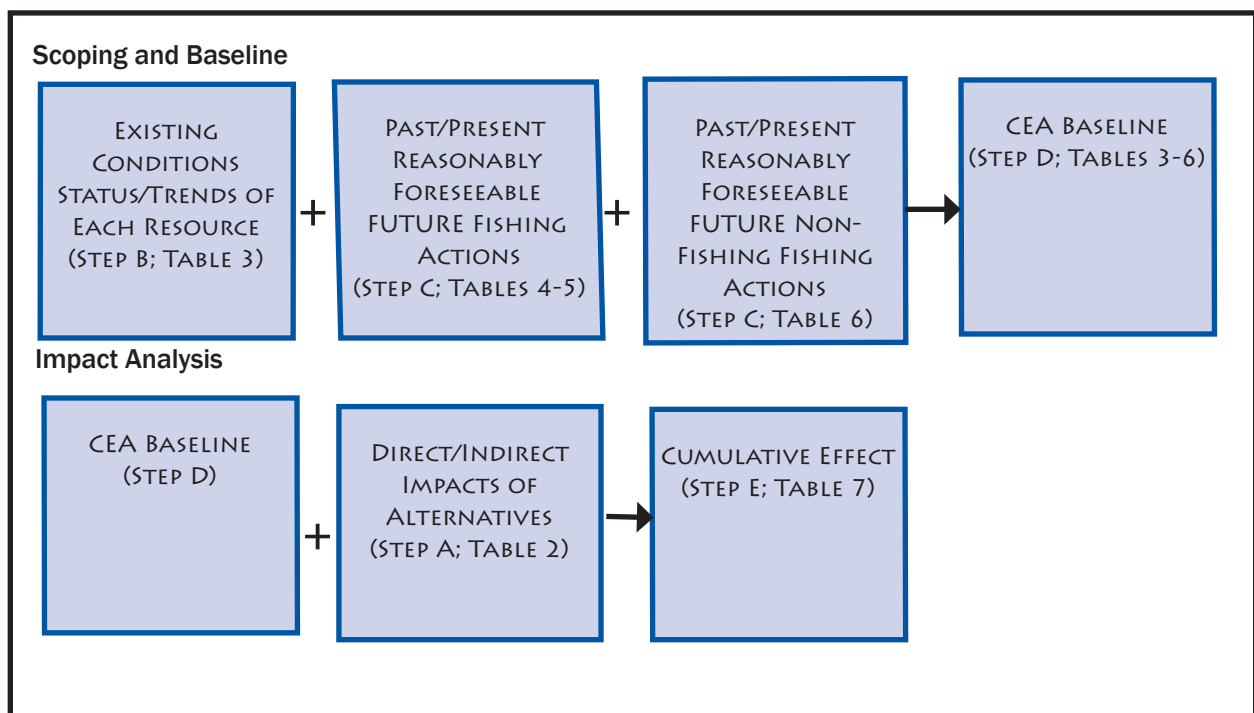 Scoping and Baseline
Existing
Conditions
Status/Trends of
Each Resource
(Step B; Table 3)
+
Past/Present
Reasonably
Foreseeable
FUTURE Fishing
Actions
(Step C; Tables 4-5)
+
Past/Present
Reasonably
Foreseeable
FUTURE Non-
Fishing Fishing
Actions
(Step C; Table 6)
CEA Baseline
(Step D; Tables 3-6)
Impact Analysis
CEA Baseline
(Step D)
+
Direct/Indirect
Impacts of
Alternatives
(Step A; Table 2)
Cumulative Effect
(Step E; Table 7)